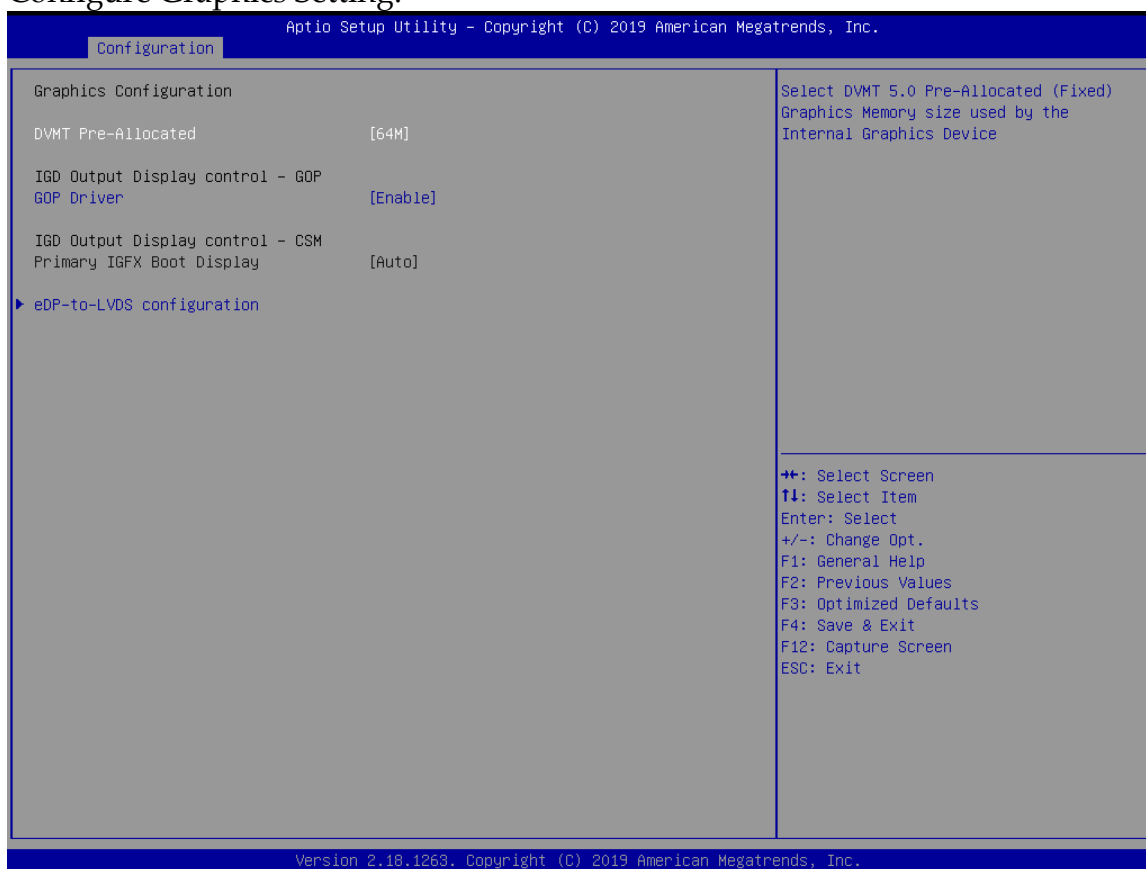 Configure Graphics Setting.
Aptio Setup Utility – Copyright (C) 2019 American Megatrends, Inc.
Configuration
Graphics Configuration
DVMT Pre-Allocated [64M]
IGD Output Display control – GOP
GOP Driver [Enable]
IGD Output Display control – CSM
Primary IGFX Boot Display [Auto]
eDP-to-LVDS configuration
Select DVMT 5.0 Pre-Allocated (Fixed)
Graphics Memory size used by the
Internal Graphics Device
→←: Select Screen
↑↓: Select Item
Enter: Select
+/-: Change Opt.
F1: General Help
F2: Previous Values
F3: Optimized Defaults
F4: Save & Exit
F12: Capture Screen
ESC: Exit
Version 2.18.1263. Copyright (C) 2019 American Megatrends, Inc.